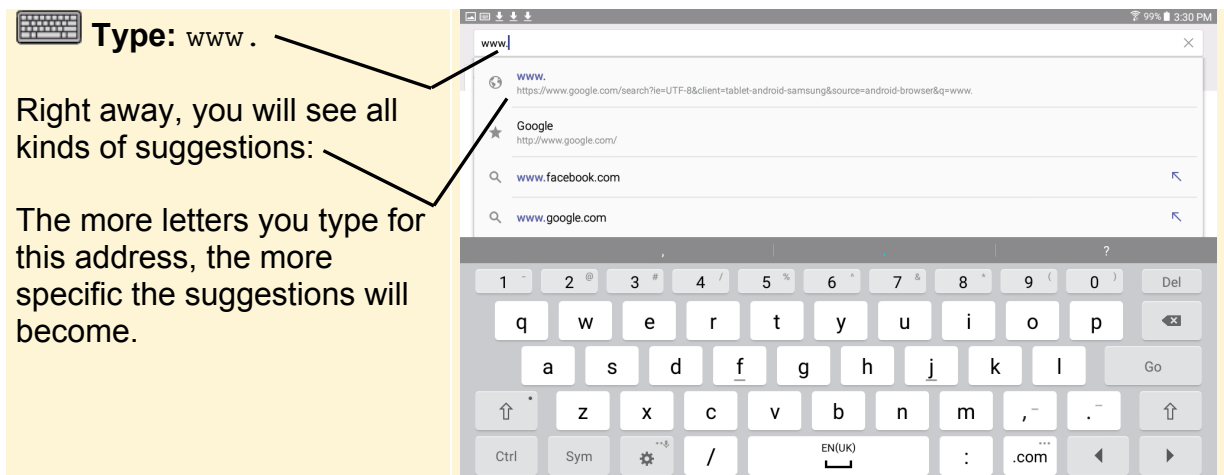 Type: www.
Right away, you will see all
kinds of suggestions:
The more letters you type for
this address, the more
specific the suggestions will
become.
99% 3:30 PM
www.
www.
https://www.google.com/search?ie=UTF-8&client=tablet-android-samsung&source=android-browser&q=www.
Google
http://www.google.com/
www.facebook.com
www.google.com
, . ?
1 - 2 @ 3 # 4 / 5 % 6 ^ 7 & 8 * 9 ( 0 ) Del
q w e r t y u i o p
a s d f g h j k l Go
z x c v b n m , - . -
Ctrl Sym / EN(UK) : .com